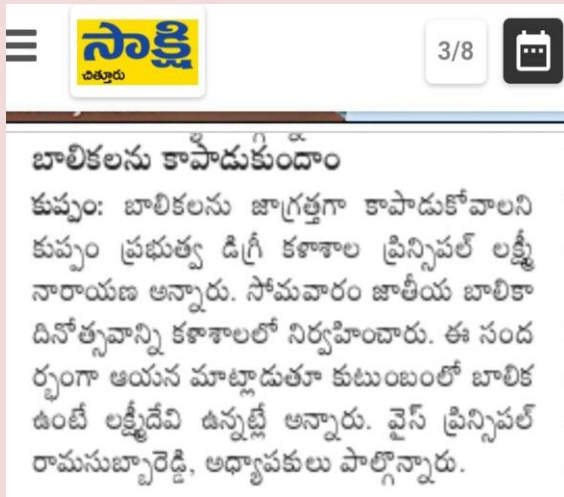 సాక్షి
చిత్తూరు
3/8
బాలికలను కాపాడుకుందాం
కుప్పం: బాలికలను జాగ్రత్తగా కాపాడుకోవాలని
కుప్పం ప్రభుత్వ డిగ్రీ కళాశాల ప్రిన్సిపల్ లక్ష్మీ
నారాయణ అన్నారు. సోమవారం జాతీయ బాలికా
దినోత్సవాన్ని కళాశాలలో నిర్వహించారు. ఈ సంద
ర్భంగా ఆయన మాట్లాడుతూ కుటుంబంలో బాలిక
ఉంటే లక్ష్మీదేవి ఉన్నట్లే అన్నారు. వైస్ ప్రిన్సిపల్
రామసుబ్బారెడ్డి, అధ్యాపకులు పాల్గొన్నారు.